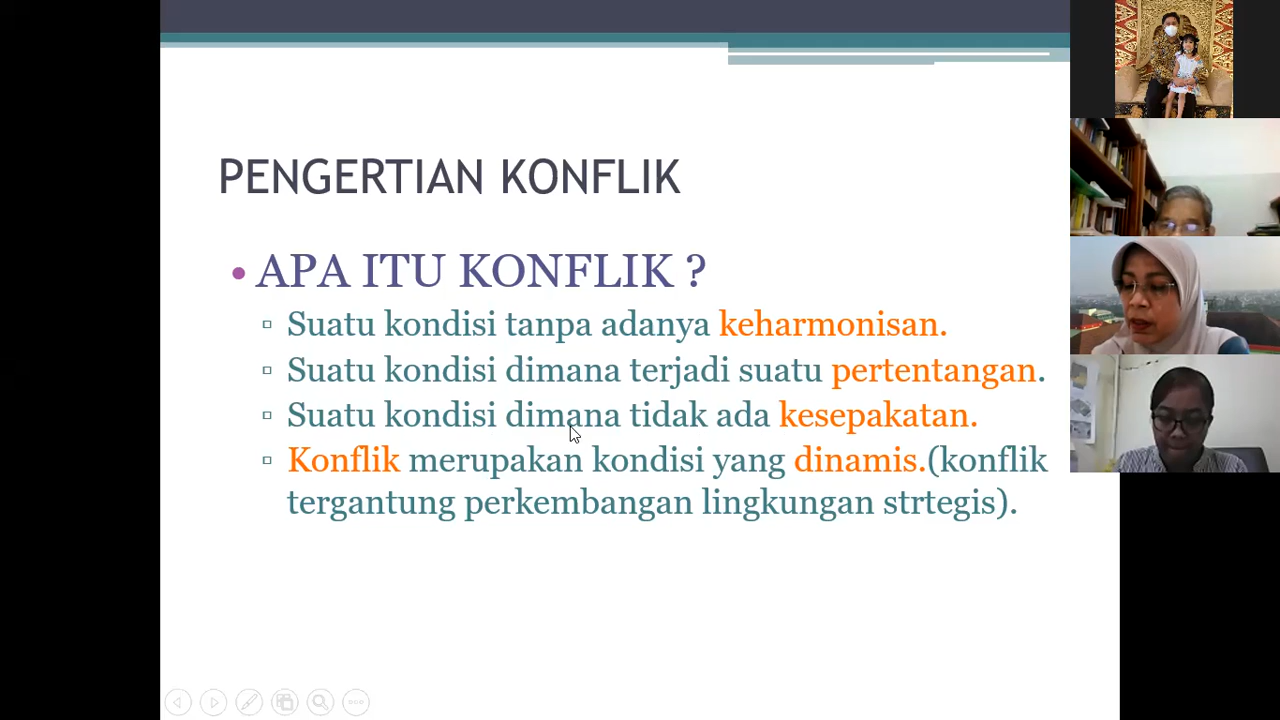 PENGERTIAN KONFLIK
• APA ITU KONFLIK ?
▫ Suatu kondisi tanpa adanya keharmonisan.
▫ Suatu kondisi dimana terjadi suatu pertentangan.
▫ Suatu kondisi dimana tidak ada kesepakatan.
▫ Konflik merupakan kondisi yang dinamis.(konflik
tergantung perkembangan lingkungan strtegis).